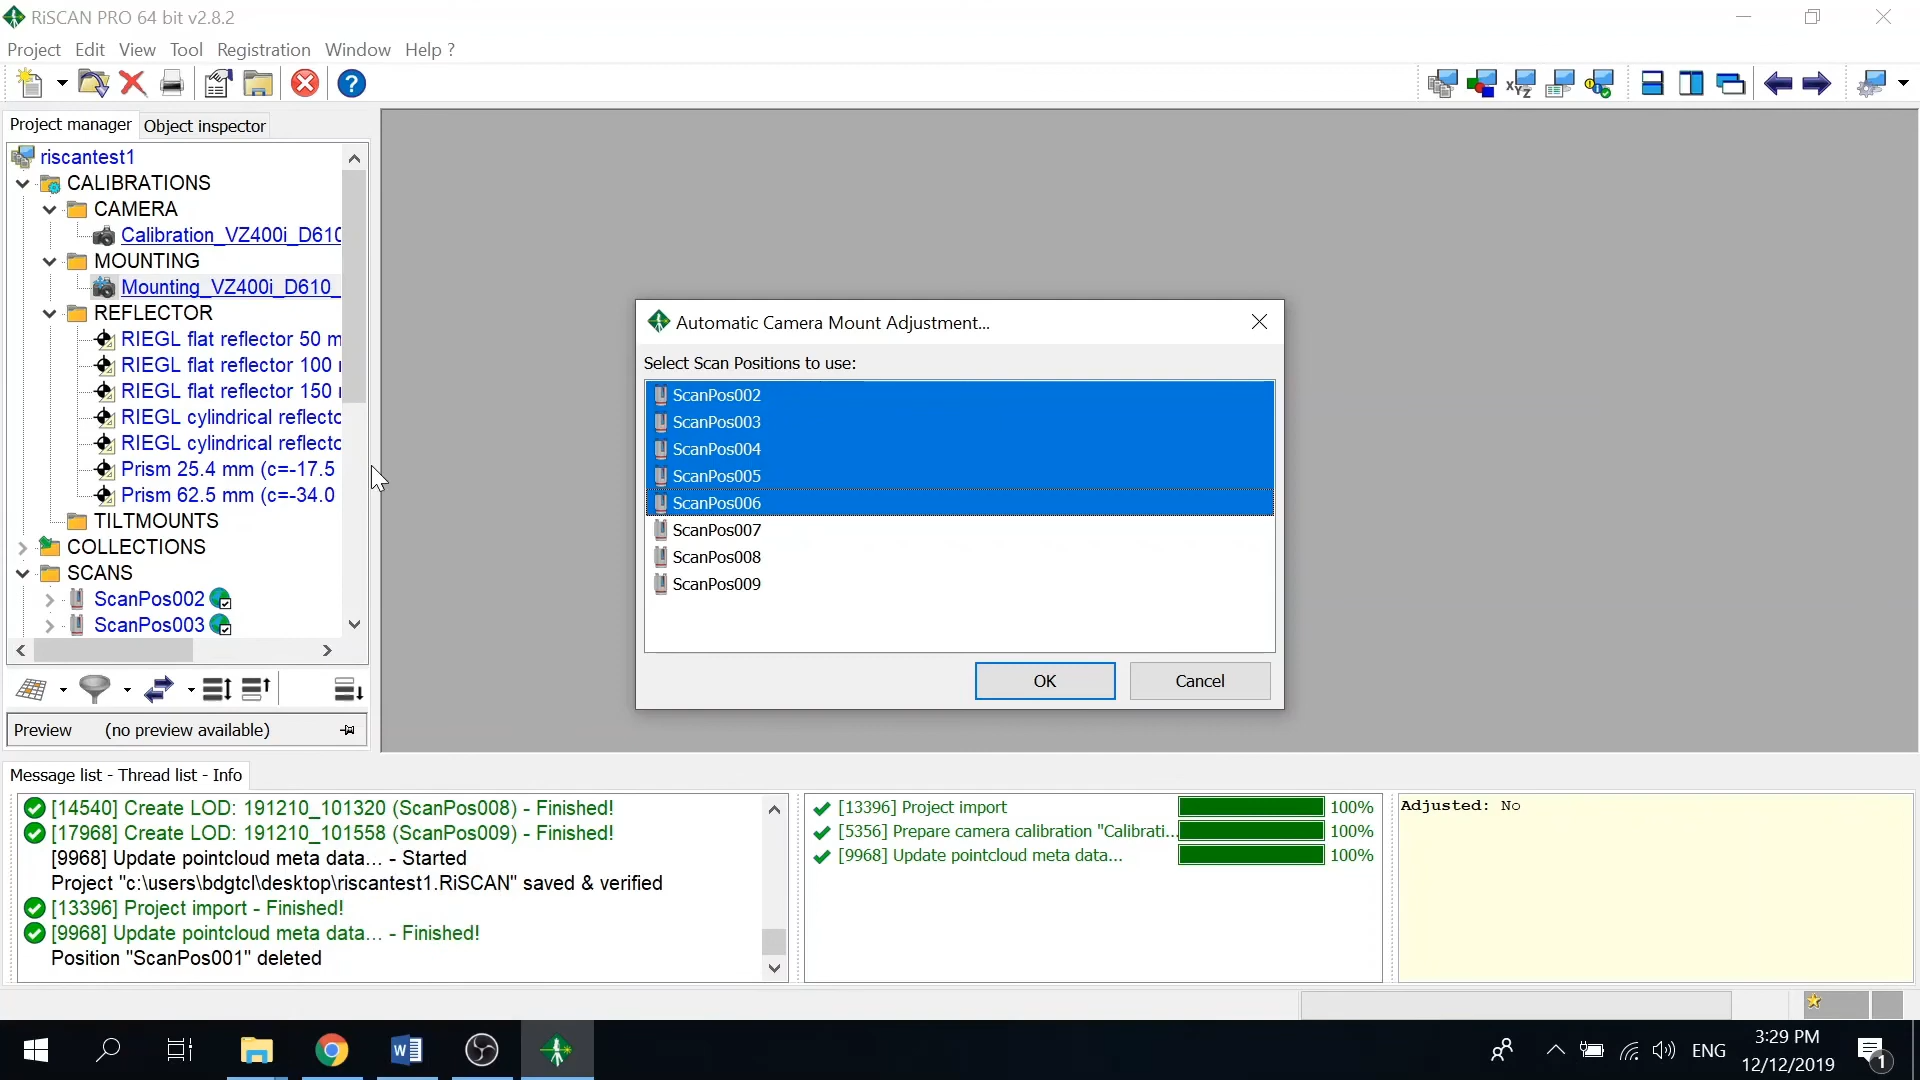 RiSCAN PRO 64 bit v2.8.2
Project Edit View Tool Registration Window Help ?
Project manager Object inspector
riscantest1
CALIBRATIONS
CAMERA
Calibration_VZ400i_D610
MOUNTING
Mounting_VZ400i_D610_
REFLECTOR
RIEGL flat reflector 50 m
RIEGL flat reflector 100
RIEGL flat reflector 150
RIEGL cylindrical reflecto
RIEGL cylindrical reflecto
Prism 25.4 mm (c=-17.5
Prism 62.5 mm (c=-34.0
TILTMOUNTS
COLLECTIONS
SCANS
ScanPos002
ScanPos003
Preview (no preview available)
Automatic Camera Mount Adjustment...
Select Scan Positions to use:
ScanPos002
ScanPos003
ScanPos004
ScanPos005
ScanPos006
ScanPos007
ScanPos008
ScanPos009
OK Cancel
Message list - Thread list - Info
[14540] Create LOD: 191210_101320 (ScanPos008) - Finished!
[17968] Create LOD: 191210_101558 (ScanPos009) - Finished!
[9968] Update pointcloud meta data... - Started
Project "c:\users\bdgtcl\desktop\riscantest1.RiSCAN" saved & verified
[13396] Project import - Finished!
[9968] Update pointcloud meta data... - Finished!
Position "ScanPos001" deleted
[13396] Project import 100%
[5356] Prepare camera calibration "Calibrati... 100%
[9968] Update pointcloud meta data... 100%
Adjusted: No
ENG
3:29 PM
12/12/2019
1